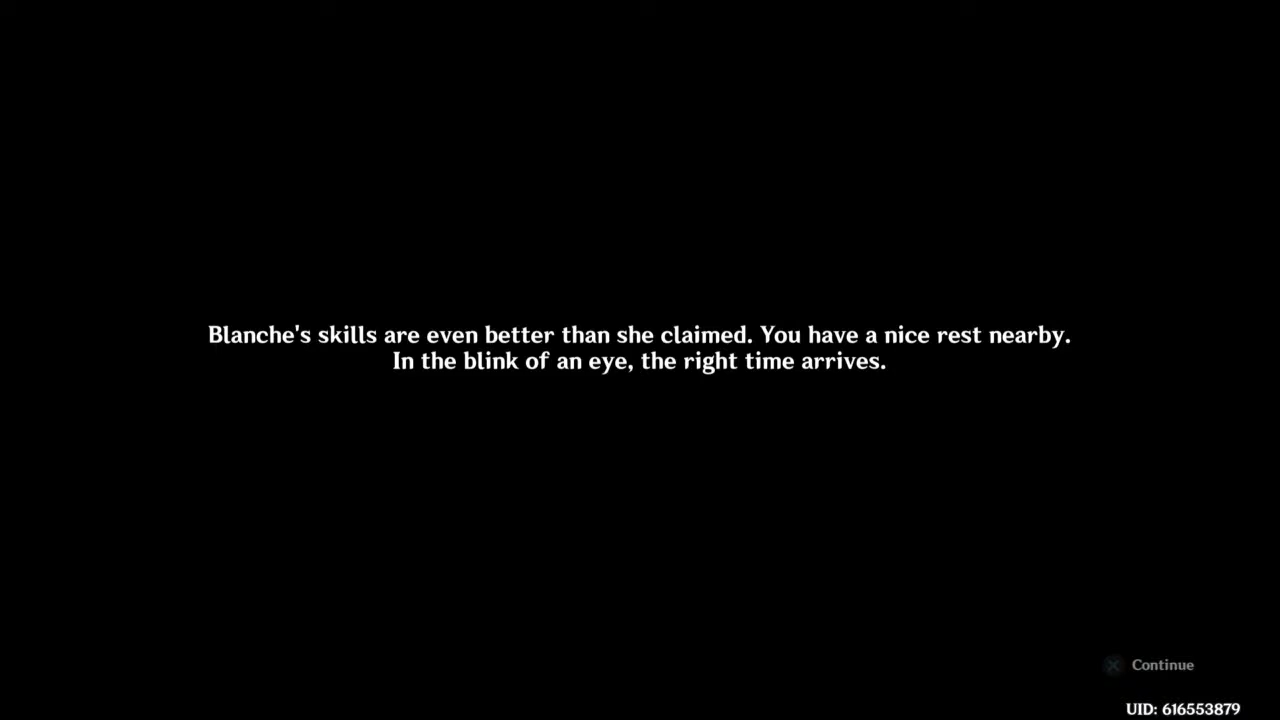 Blanche's skills are even better than she claimed. You have a nice rest nearby.
In the blink of an eye, the right time arrives.
Continue
UID: 616553879